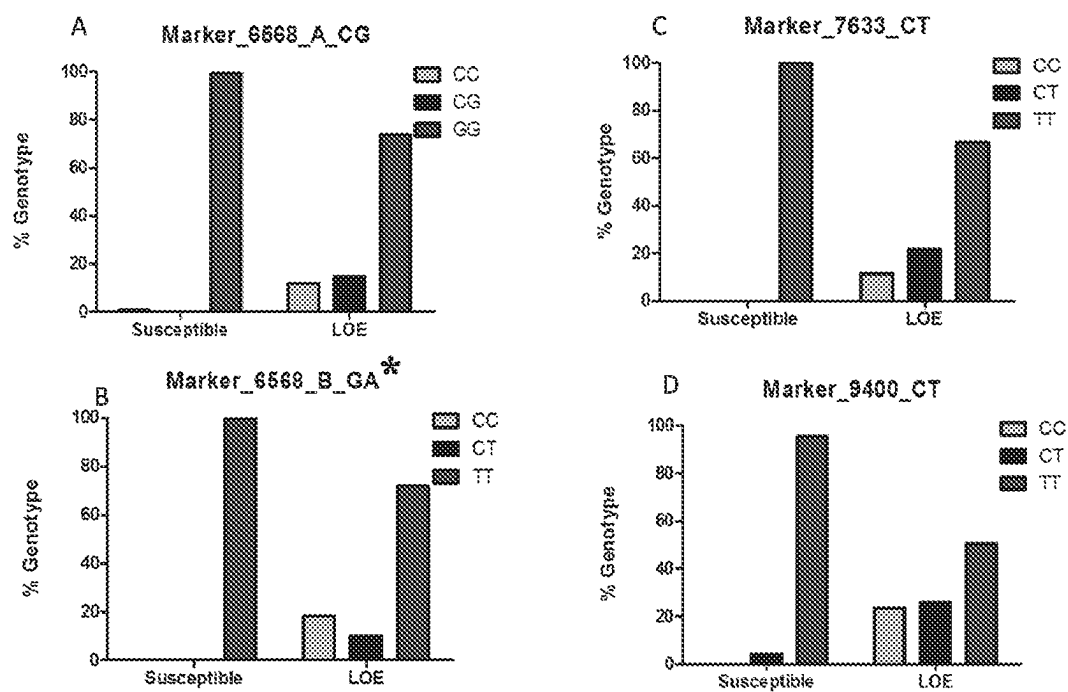 A
Marker_6568_A_CG
% Genotype
100
80
60
40
20
0
Susceptible
LOE
CC
CG
GG
C
Marker_7633_CT
% Genotype
100
80
60
40
20
0
Susceptible
LOE
CC
CT
TT
B
Marker_6568_B_GA*
% Genotype
100
80
60
40
20
0
Susceptible
LOE
CC
CT
TT
D
Marker_9400_CT
% Genotype
100
80
60
40
20
0
Susceptible
LOE
CC
CT
TT